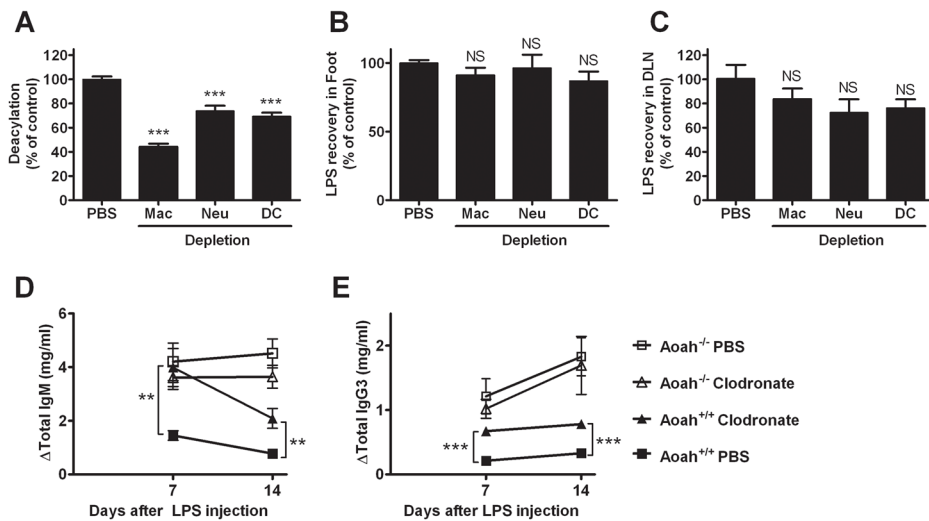 A
Deacylation
(% of control)
120
100
80
60
40
20
0
***
***
***
PBS
Mac
Neu
DC
Depletion
B
LPS recovery in Foot
(% of control)
100
50
0
NS
NS
NS
PBS
Mac
Neu
DC
Depletion
C
LPS recovery in DLN
(% of control)
120
100
80
60
40
20
0
NS
NS
NS
PBS
Mac
Neu
DC
Depletion
D
ΔTotal IgM (mg/ml)
6
4
2
0
**
**
7
14
Days after LPS injection
E
ΔTotal IgG3 (mg/ml)
2
1
0
***
***
7
14
Days after LPS injection
Aoah-/- PBS
Aoah-/- Clodronate
Aoah+/+ Clodronate
Aoah+/+ PBS